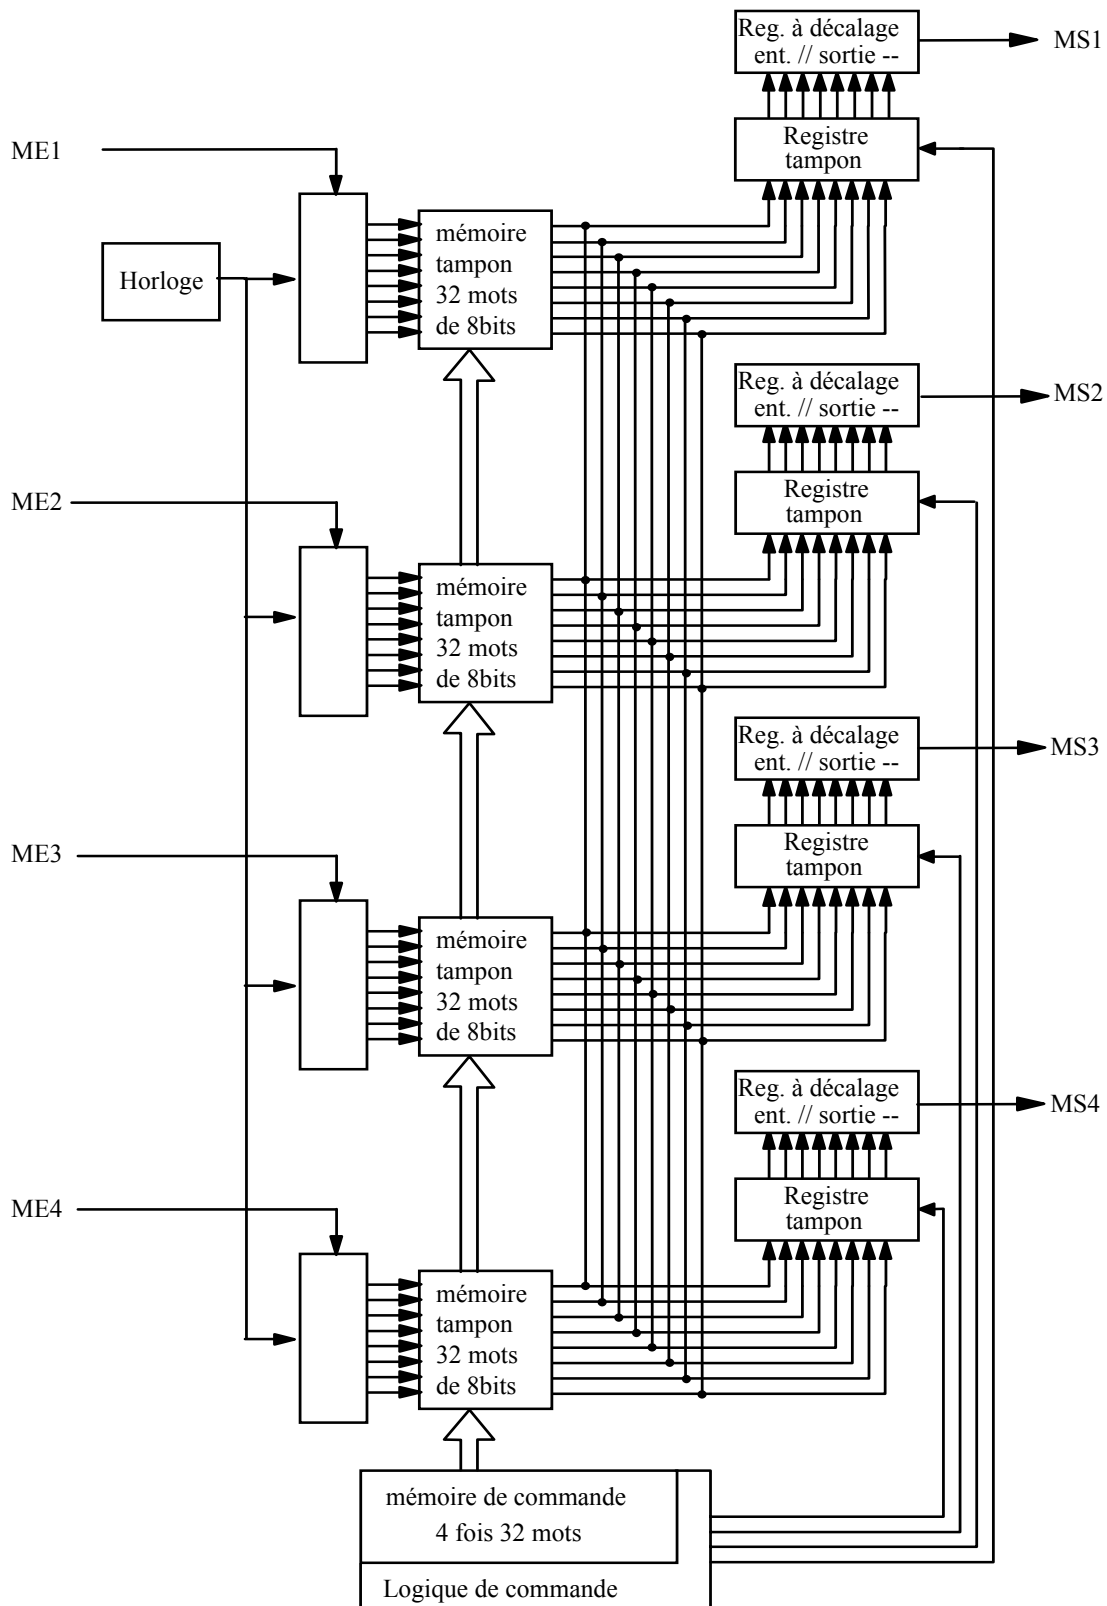 Reg. à décalage
ent. // sortie --
MS1
Registre
tampon
ME1
mémoire
tampon
32 mots
de 8bits
Horloge
Reg. à décalage
ent. // sortie --
MS2
Registre
tampon
ME2
mémoire
tampon
32 mots
de 8bits
Reg. à décalage
ent. // sortie --
MS3
Registre
tampon
ME3
mémoire
tampon
32 mots
de 8bits
Reg. à décalage
ent. // sortie --
MS4
Registre
tampon
ME4
mémoire
tampon
32 mots
de 8bits
mémoire de commande
4 fois 32 mots
Logique de commande